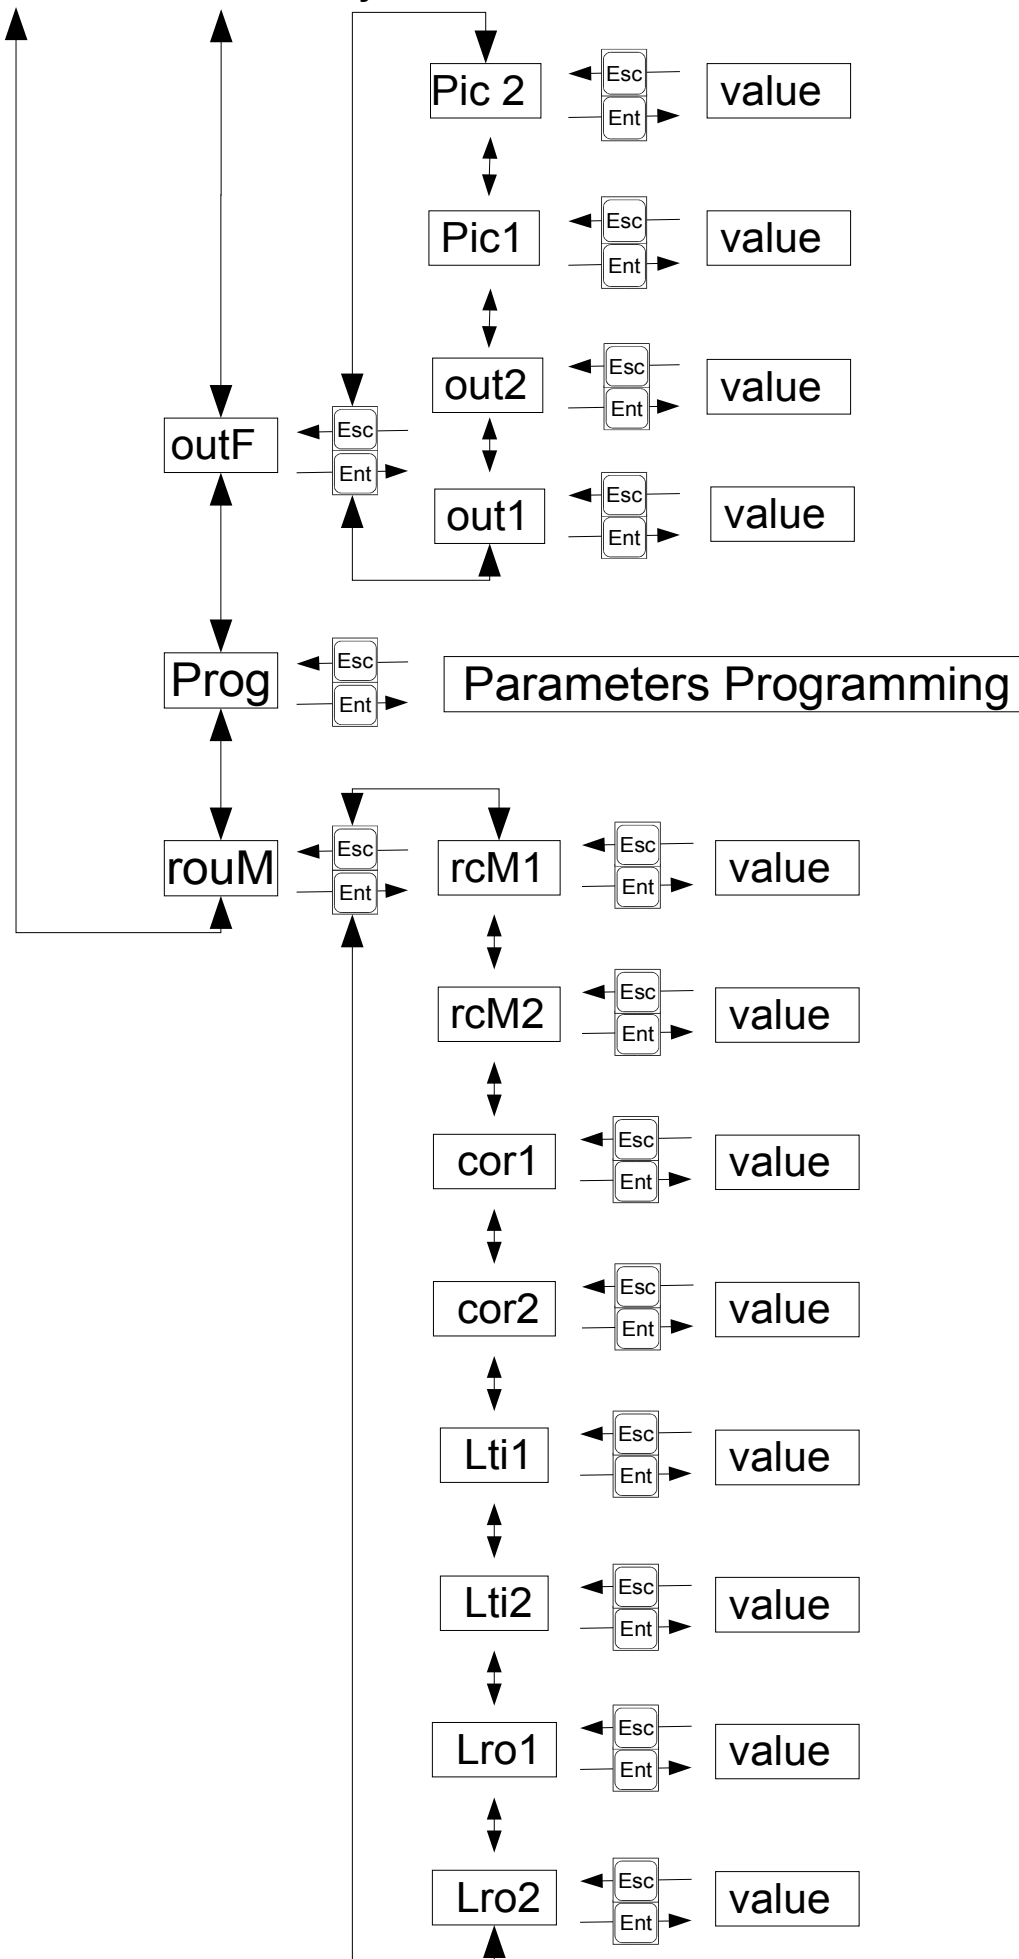 Pic 2 Esc value
Ent
Pic1 Esc value
Ent
out2 Esc value
Ent
outF Esc
Ent
out1 Esc value
Ent
Prog Esc Parameters Programming
Ent
rouM Esc rcM1 Esc value
Ent Ent
rcM2 Esc value
Ent
cor1 Esc value
Ent
cor2 Esc value
Ent
Lti1 Esc value
Ent
Lti2 Esc value
Ent
Lro1 Esc value
Ent
Lro2 Esc value
Ent